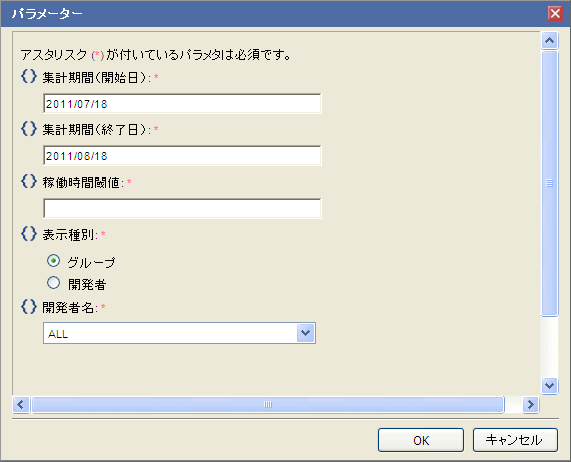 パラメーター
アスタリスク (*) が付いているパラメタは必須です。
集計期間(開始日): *
2011/07/18
集計期間(終了日): *
2011/08/18
稼働時間閾値: *
表示種別: *
グループ
開発者
開発者名: *
ALL
OK キャンセル